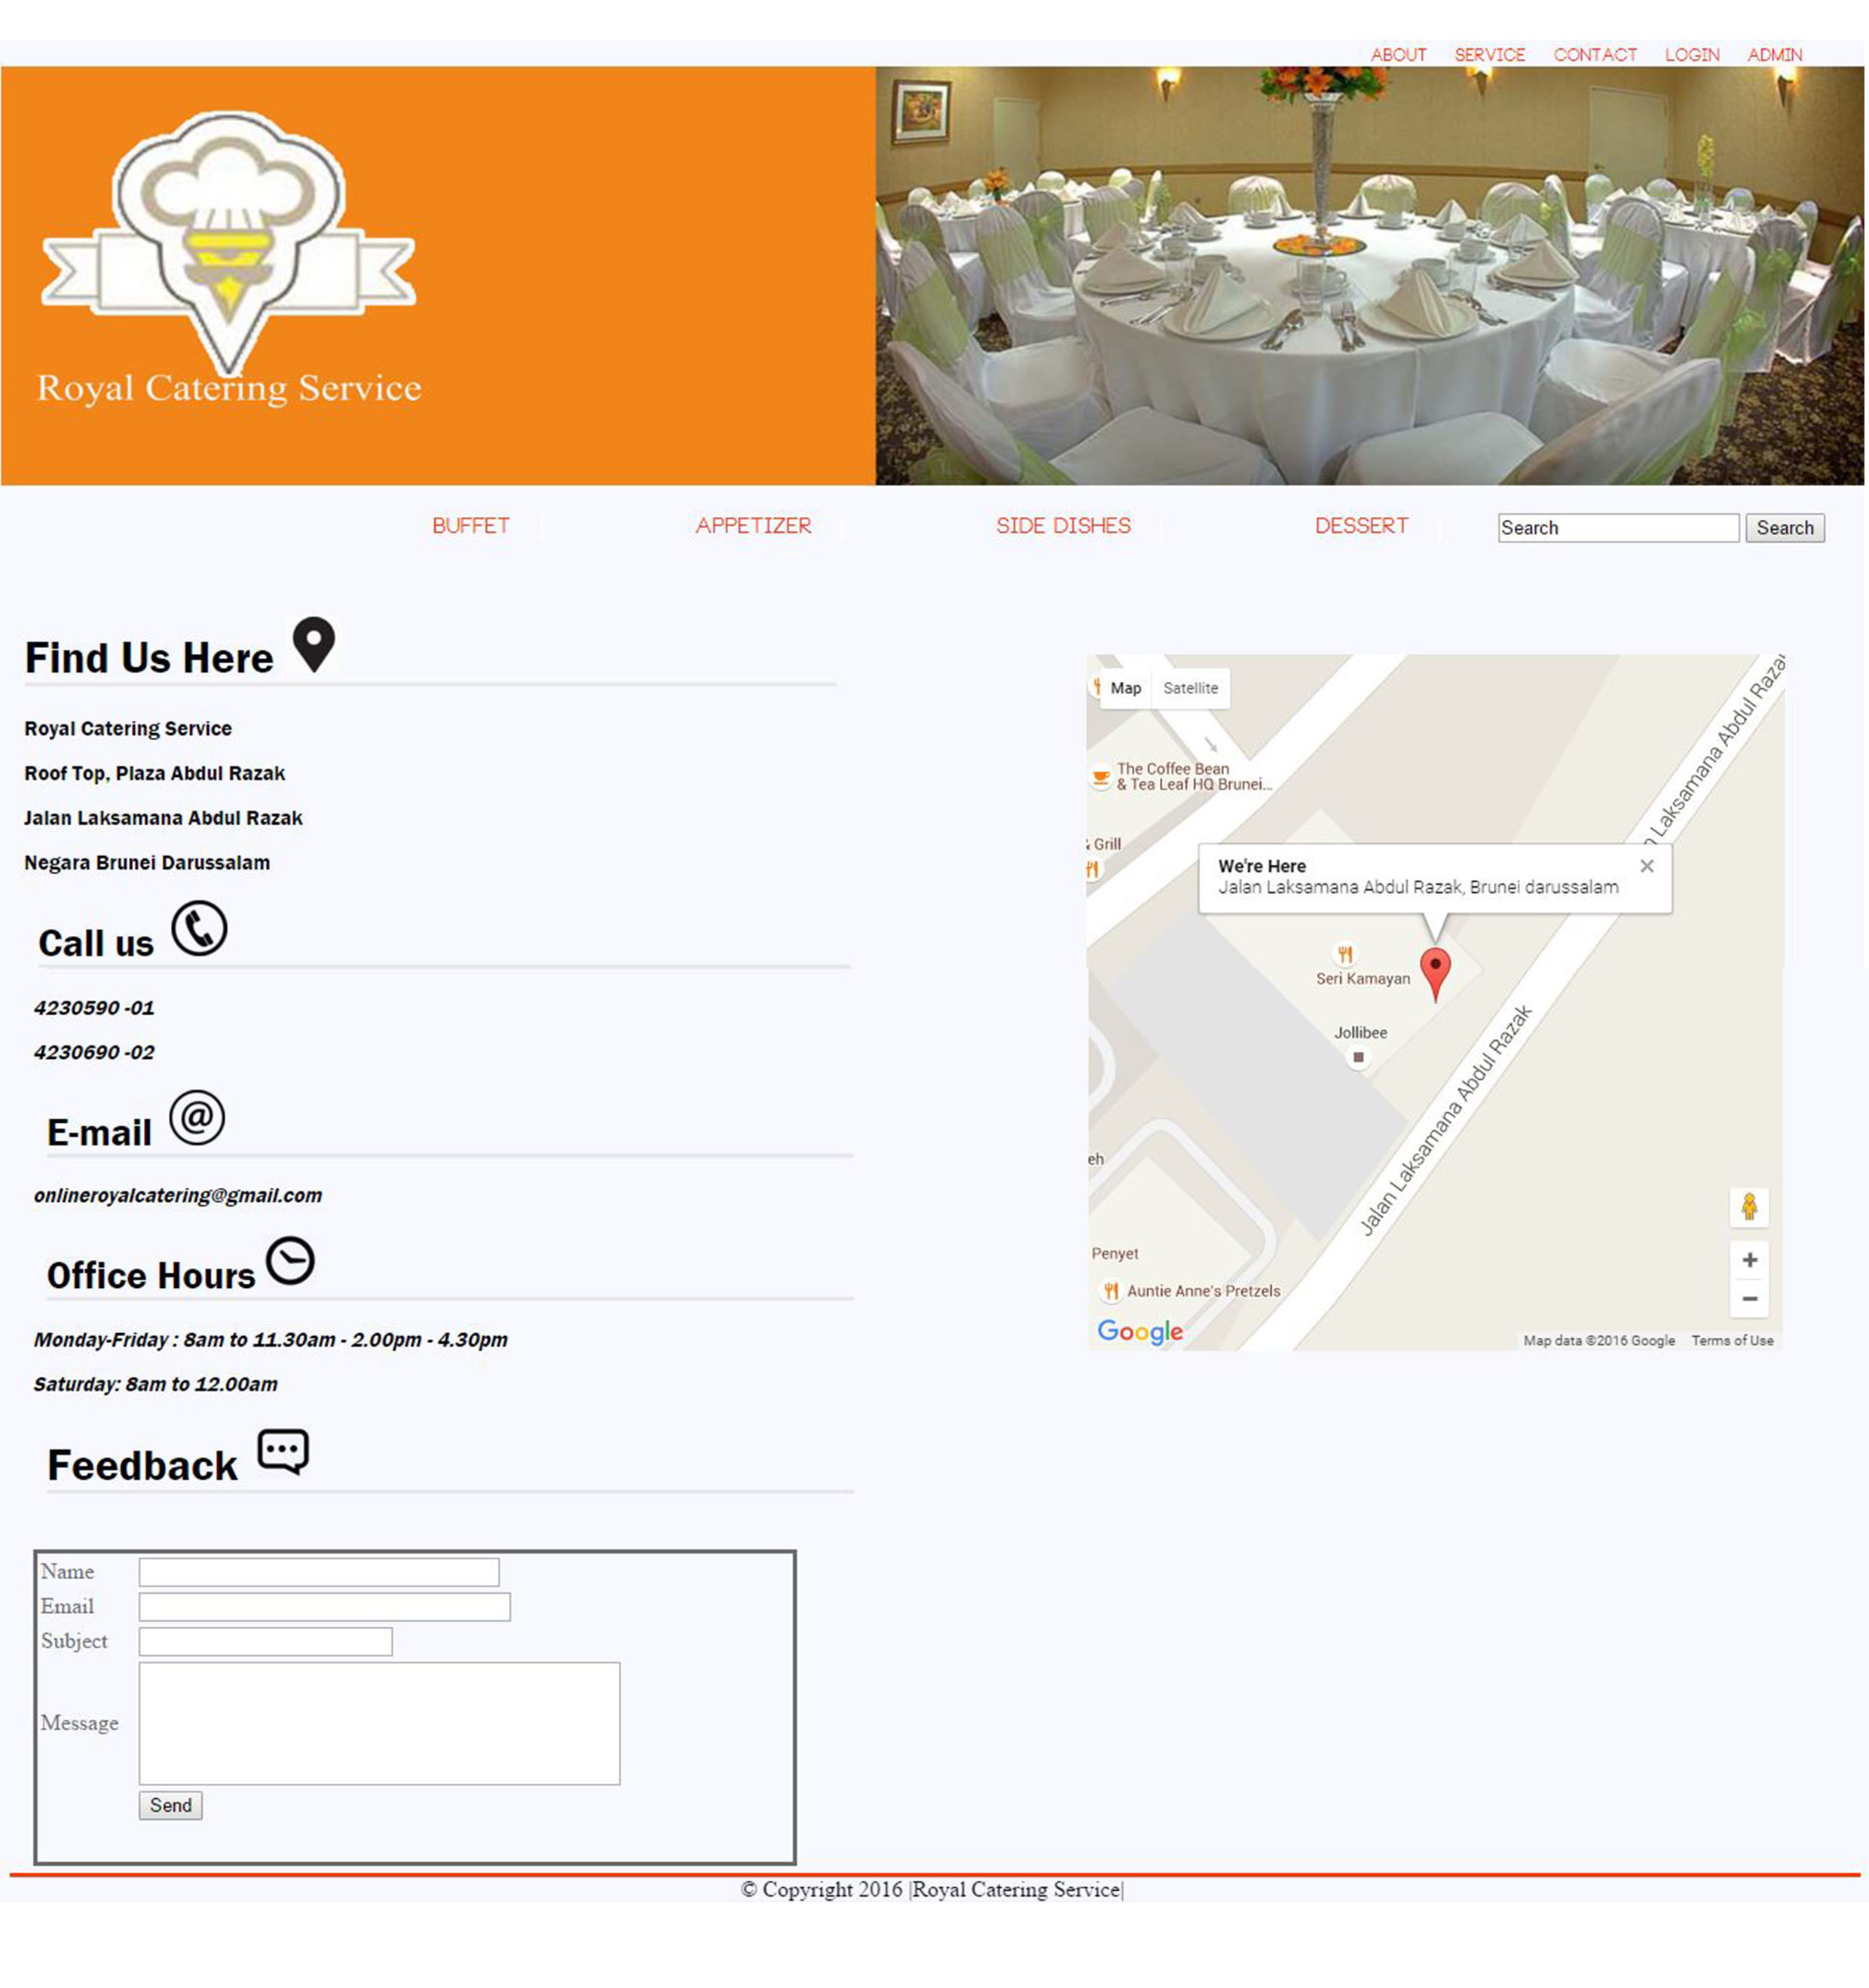 ABOUT SERVICE CONTACT LOGIN ADMIN
Royal Catering Service
BUFFET APPETIZER SIDE DISHES DESSERT Search Search
Find Us Here
Royal Catering Service
Roof Top, Plaza Abdul Razak
Jalan Laksamana Abdul Razak
Negara Brunei Darussalam
Call us
4230590 -01
4230690 -02
E-mail
onlineroyalcatering@gmail.com
Office Hours
Monday-Friday : 8am to 11.30am - 2.00pm - 4.30pm
Saturday: 8am to 12.00am
Feedback
Name
Email
Subject
Message
Send
Map Satellite
The Coffee Bean
& Tea Leaf HQ Brunei...
& Grill
n Laksamana Abdul Razak
We're Here
Jalan Laksamana Abdul Razak, Brunei darussalam
Seri Kamayan
Jollibee
Jalan Laksamana Abdul Razak
eh
Penyet
Auntie Anne's Pretzels
+
−
Google
Map data ©2016 Google Terms of Use
© Copyright 2016 |Royal Catering Service|